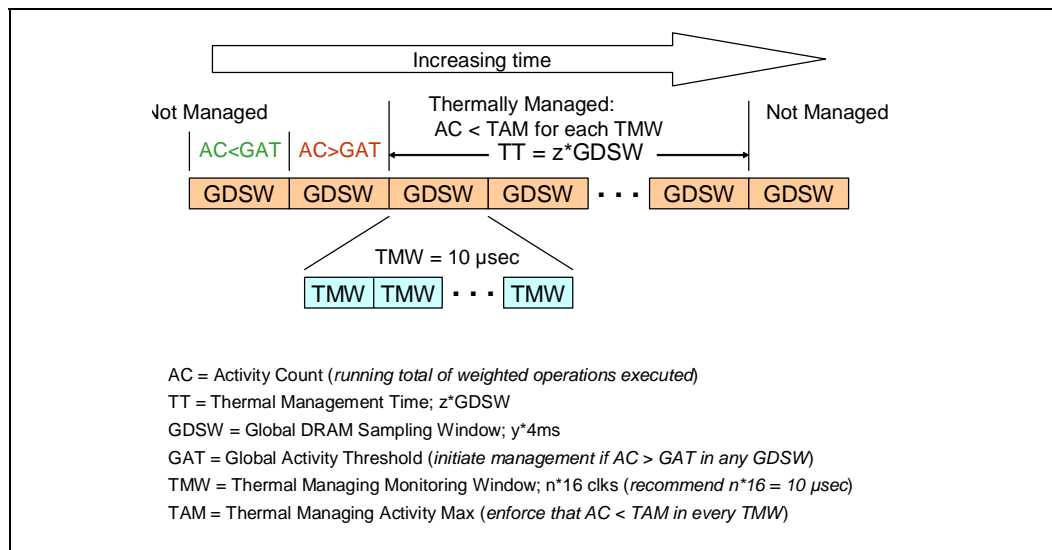 Increasing time
Not Managed
Thermally Managed:
Not Managed
AC < TAM for each TMW
AC<GAT
AC>GAT
TT = z*GDSW
GDSW GDSW GDSW GDSW · · · GDSW GDSW
TMW = 10 µsec
TMW TMW · · · TMW
AC = Activity Count (running total of weighted operations executed)
TT = Thermal Management Time; z*GDSW
GDSW = Global DRAM Sampling Window; y*4ms
GAT = Global Activity Threshold (initiate management if AC > GAT in any GDSW)
TMW = Thermal Managing Monitoring Window; n*16 clks (recommend n*16 = 10 µsec)
TAM = Thermal Managing Activity Max (enforce that AC < TAM in every TMW)